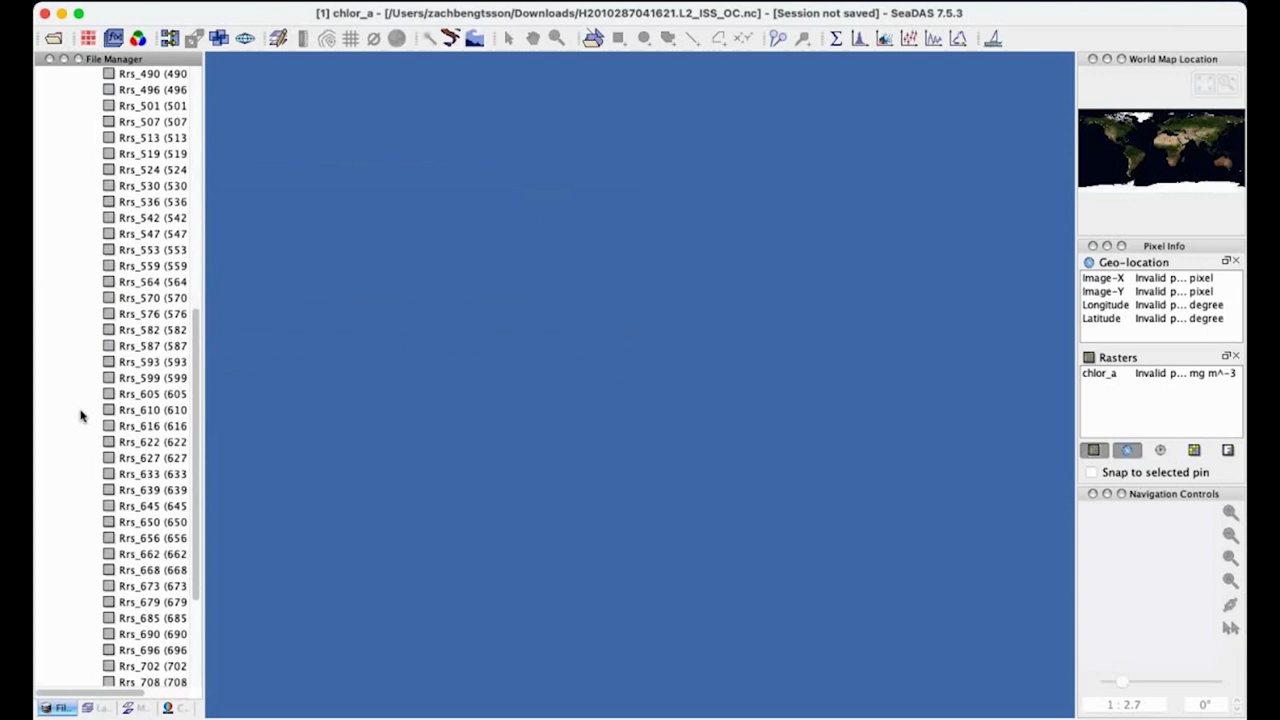 [1] chlor_a - [/Users/zachbengtsson/Downloads/H2010287041621.L2_ISS_OC.nc] - [Session not saved] - SeaDAS 7.5.3
File Manager
Rrs_490 (490
Rrs_496 (496
Rrs_501 (501
Rrs_507 (507
Rrs_513 (513
Rrs_519 (519
Rrs_524 (524
Rrs_530 (530
Rrs_536 (536
Rrs_542 (542
Rrs_547 (547
Rrs_553 (553
Rrs_559 (559
Rrs_564 (564
Rrs_570 (570
Rrs_576 (576
Rrs_582 (582
Rrs_587 (587
Rrs_593 (593
Rrs_599 (599
Rrs_605 (605
Rrs_610 (610
Rrs_616 (616
Rrs_622 (622
Rrs_627 (627
Rrs_633 (633
Rrs_639 (639
Rrs_645 (645
Rrs_650 (650
Rrs_656 (656
Rrs_662 (662
Rrs_668 (668
Rrs_673 (673
Rrs_679 (679
Rrs_685 (685
Rrs_690 (690
Rrs_696 (696
Rrs_702 (702
Rrs_708 (708
Fil... La... M... C...
World Map Location
Pixel Info
Geo-location
Image-X Invalid p... pixel
Image-Y Invalid p... pixel
Longitude Invalid p... degree
Latitude Invalid p... degree
Rasters
chlor_a Invalid p... mg m^-3
Snap to selected pin
Navigation Controls
1 : 2.7 0°